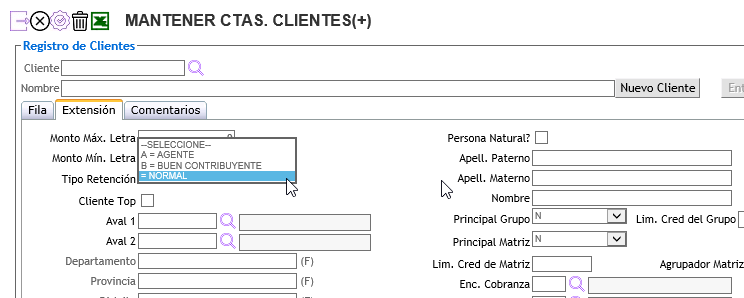 MANTENER CTAS. CLIENTES(+)
Registro de Clientes
Cliente
Nombre Nuevo Cliente
Fila Extensión Comentarios
Monto Máx. Letra
Monto Mín. Letra
Tipo Retención
--SELECCIONE--
A = AGENTE
B = BUEN CONTRIBUYENTE
= NORMAL
Cliente Top
Aval 1
Aval 2
Departamento (F)
Provincia (F)
Persona Natural?
Apell. Paterno
Apell. Materno
Nombre
Principal Grupo N Lim. Cred del Grupo
Principal Matriz N
Lim. Cred de Matriz Agrupador Matriz
Enc. Cobranza